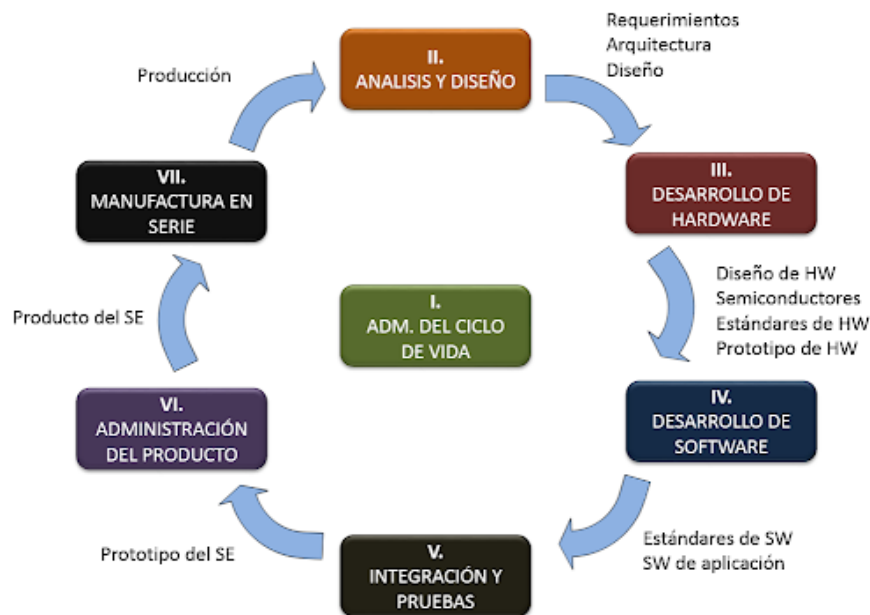 II.
ANALISIS Y DISEÑO
Requerimientos
Arquitectura
Diseño
III.
DESARROLLO DE
HARDWARE
Diseño de HW
Semiconductores
Estándares de HW
Prototipo de HW
IV.
DESARROLLO DE
SOFTWARE
Estándares de SW
SW de aplicación
V.
INTEGRACIÓN Y
PRUEBAS
Prototipo del SE
VI.
ADMINISTRACIÓN
DEL PRODUCTO
Producto del SE
VII.
MANUFACTURA EN
SERIE
Producción
I.
ADM. DEL CICLO
DE VIDA